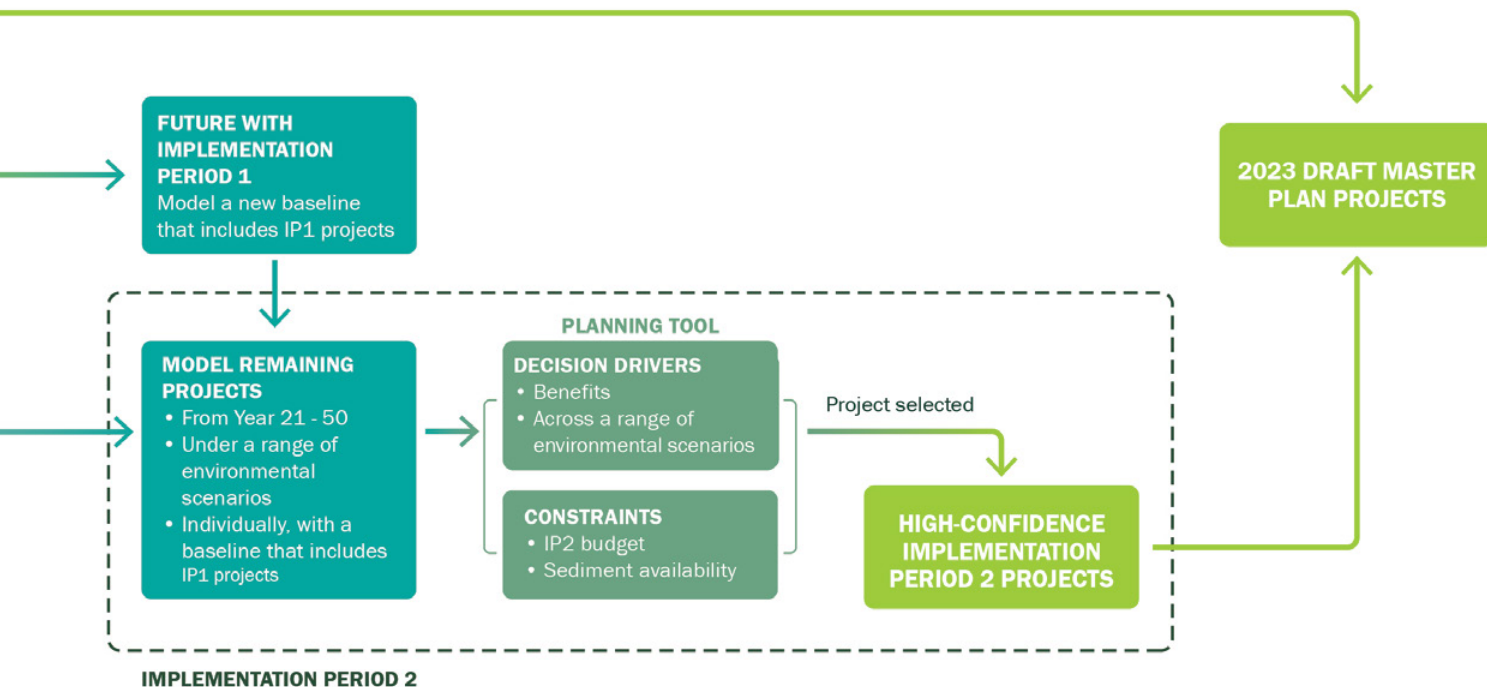 FUTURE WITH
IMPLEMENTATION
PERIOD 1
Model a new baseline
that includes IP1 projects
2023 DRAFT MASTER
PLAN PROJECTS
MODEL REMAINING
PROJECTS
• From Year 21 - 50
• Under a range of
environmental
scenarios
• Individually, with a
baseline that includes
IP1 projects
PLANNING TOOL
DECISION DRIVERS
• Benefits
• Across a range of
environmental scenarios
CONSTRAINTS
• IP2 budget
• Sediment availability
Project selected
HIGH-CONFIDENCE
IMPLEMENTATION
PERIOD 2 PROJECTS
IMPLEMENTATION PERIOD 2